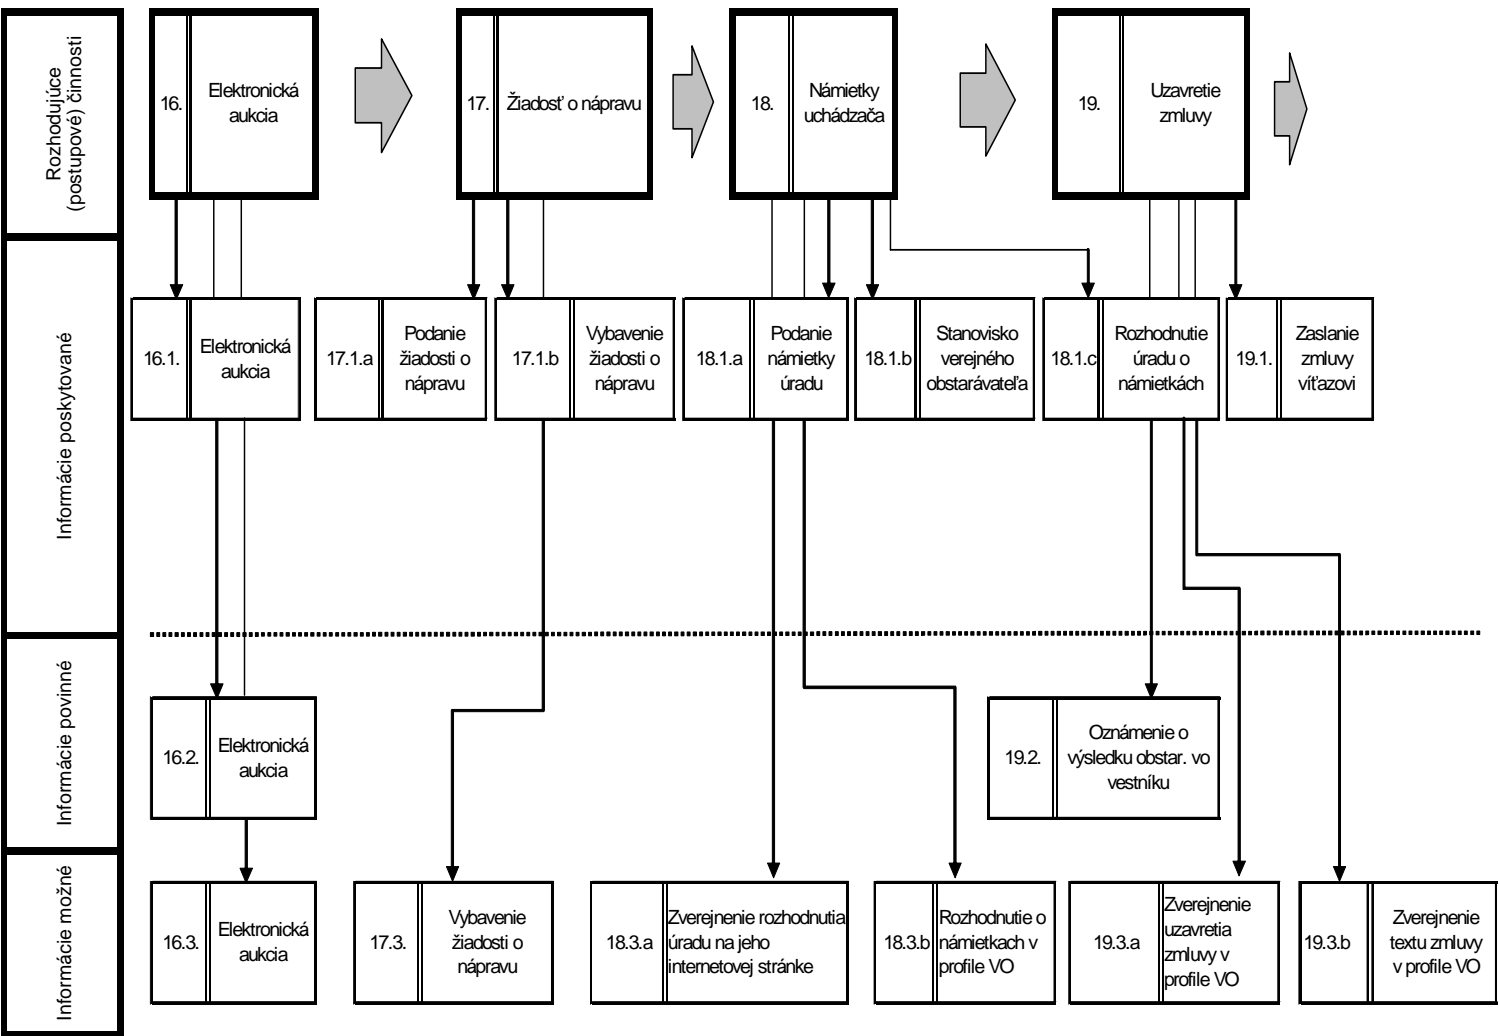 Rozhodujúce
(postupové) činnosti
16.
Elektronická
aukcia
17.
Žiadosť o nápravu
18.
Námietky
uchádzača
19.
Uzavretie
zmluvy
Informácie poskytované
16.1.
Elektronická
aukcia
17.1.a
Podanie
žiadosti o
nápravu
17.1.b
Vybavenie
žiadosti o
nápravu
18.1.a
Podanie
námietky
úradu
18.1.b
Stanovisko
verejného
obstarávateľa
18.1.c
Rozhodnutie
úradu o
námietkách
19.1.
Zaslanie
zmluvy
víťazovi
Informácie povinné
16.2.
Elektronická
aukcia
19.2.
Oznámenie o
výsledku obstar. vo
vestníku
Informácie možné
16.3.
Elektronická
aukcia
17.3.
Vybavenie
žiadosti o
nápravu
18.3.a
Zverejnenie rozhodnutia
úradu na jeho
internetovej stránke
18.3.b
Rozhodnutie o
námietkach v
profile VO
19.3.a
Zverejnenie
uzavretia
zmluvy v
profile VO
19.3.b
Zverejnenie
textu zmluvy
v profile VO